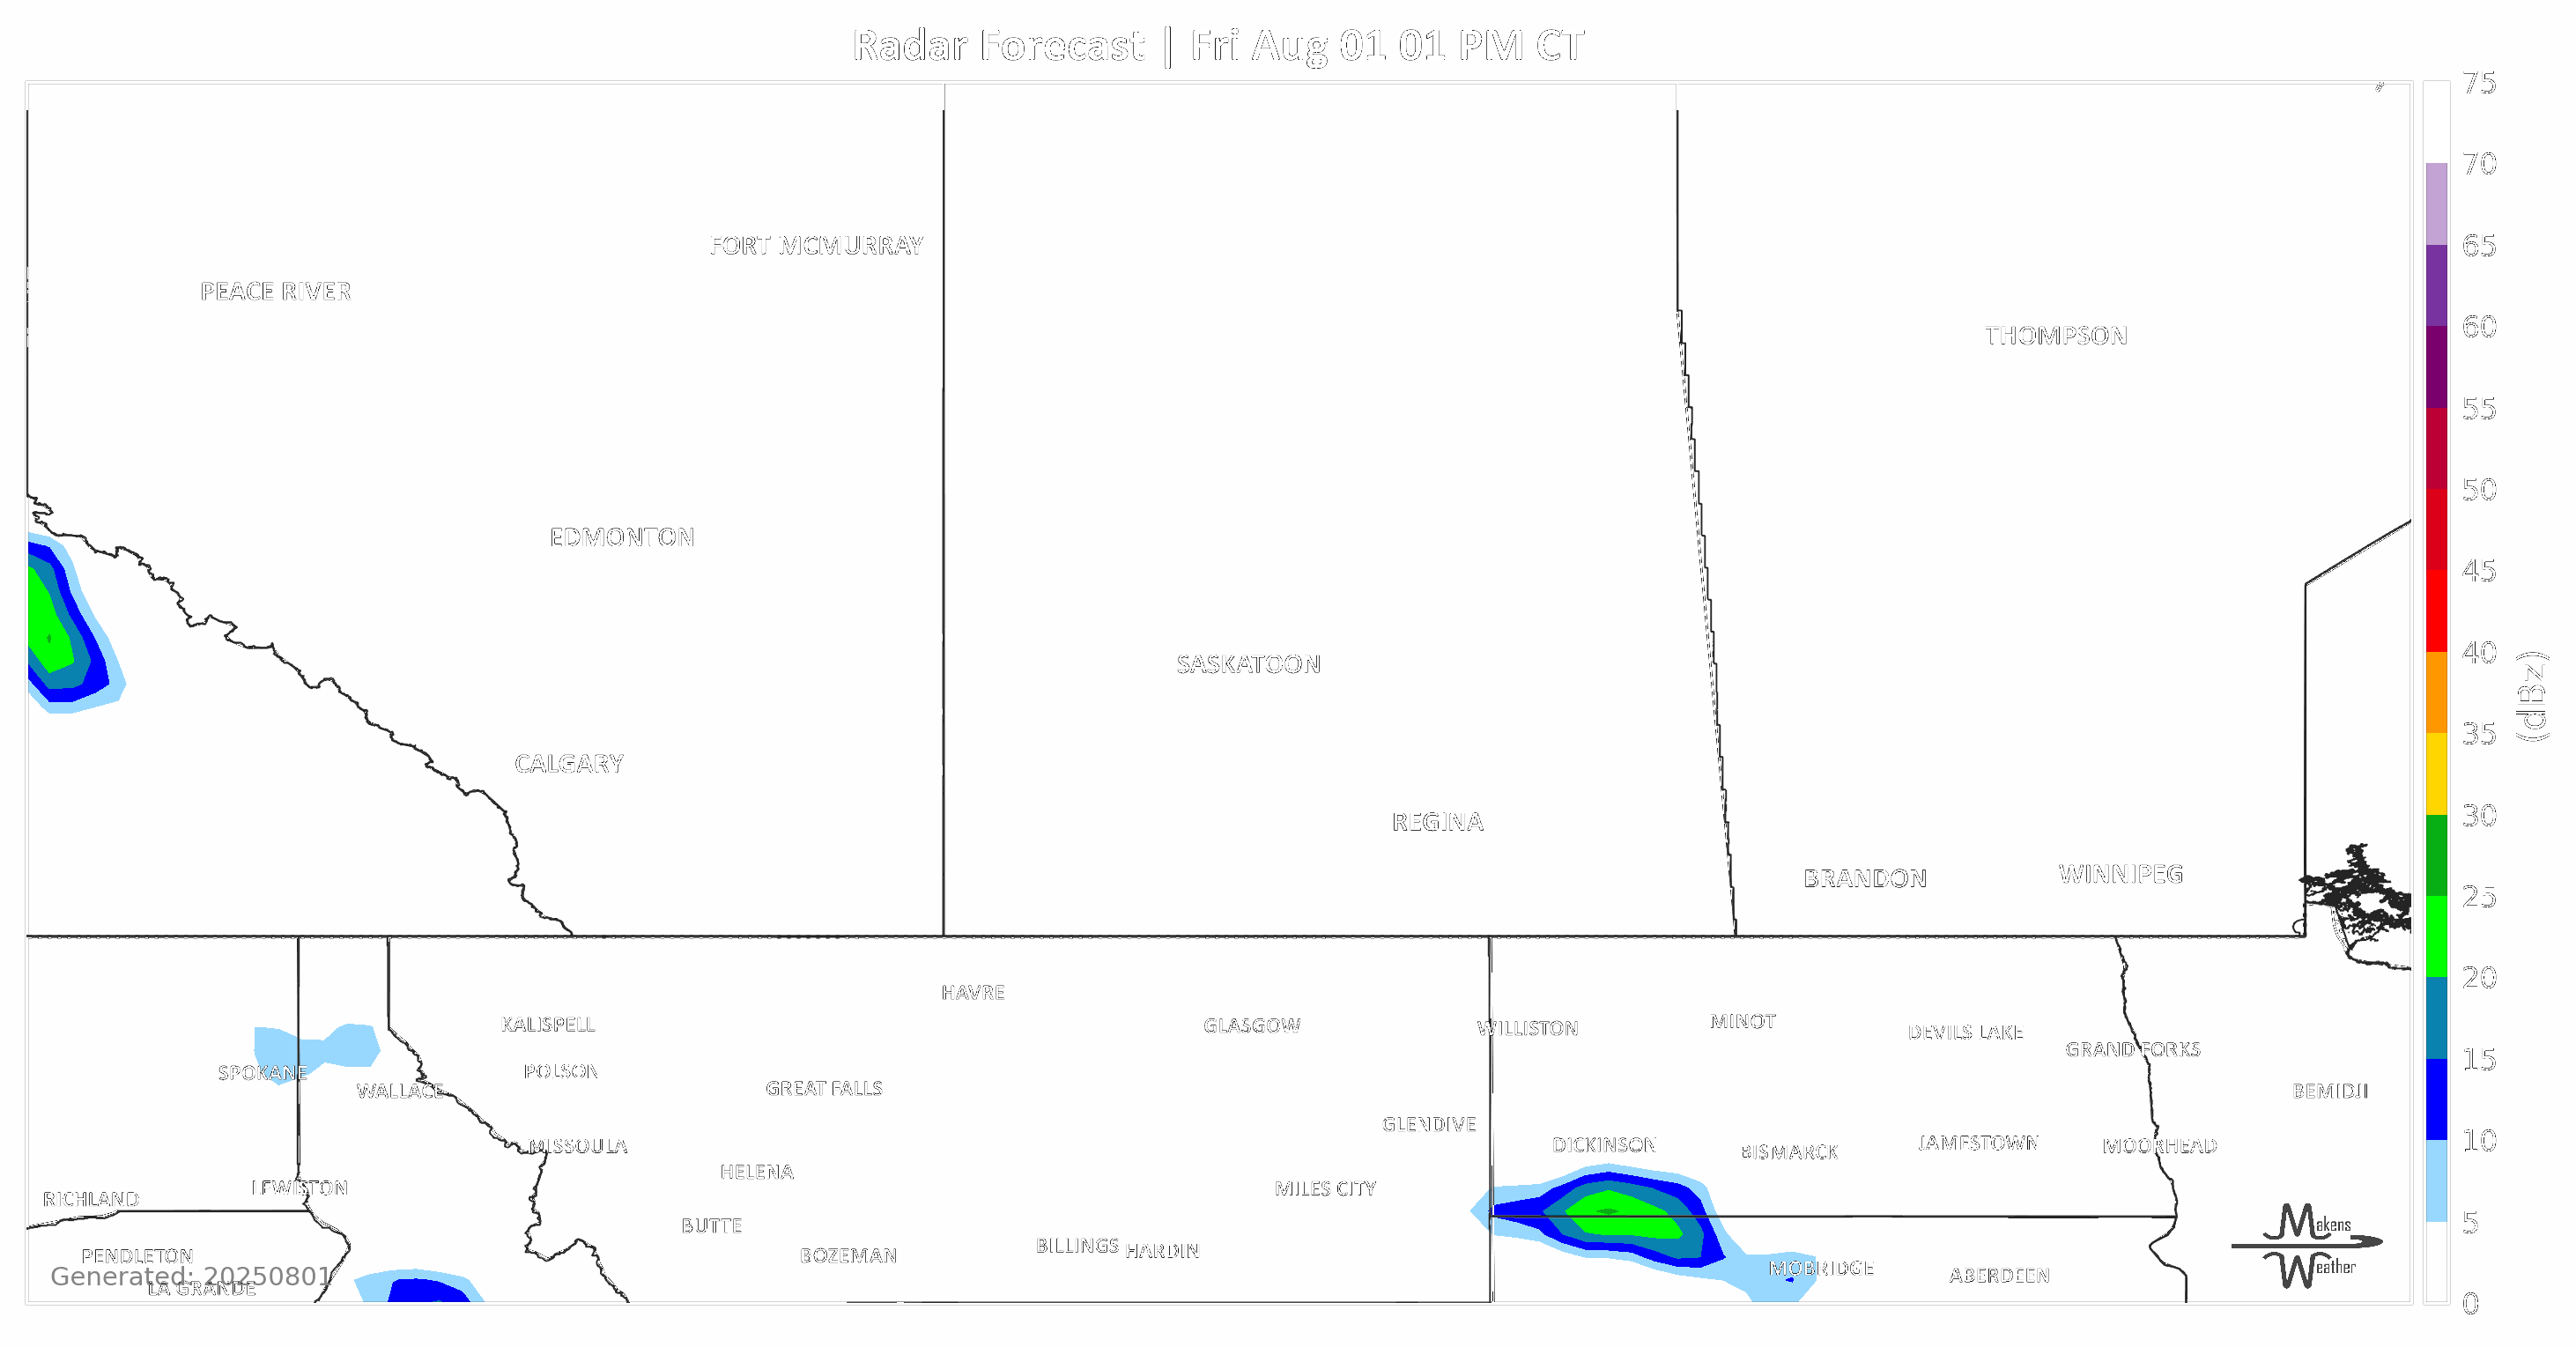 Radar Forecast | Fri Aug 01 01 PM CT
75
70
65
60
55
50
45
40
35
30
25
20
15
10
5
0
(dBz)
FORT MCMURRAY
PEACE RIVER
THOMPSON
EDMONTON
SASKATOON
CALGARY
REGINA
BRANDON
WINNIPEG
HAVRE
KALISPELL
GLASGOW
WILLISTON
MINOT
DEVILS LAKE
GRAND FORKS
SPOKANE
POLSON
WALLACE
GREAT FALLS
BEMIDJI
GLENDIVE
MISSOULA
DICKINSON
BISMARCK
JAMESTOWN
MOORHEAD
HELENA
RICHLAND
LEWISTON
MILES CITY
BUTTE
PENDLETON
BOZEMAN
BILLINGS
HARDIN
MOBRIDGE
ABERDEEN
Generated: 20250801
LA GRANDE
Makens
Weather